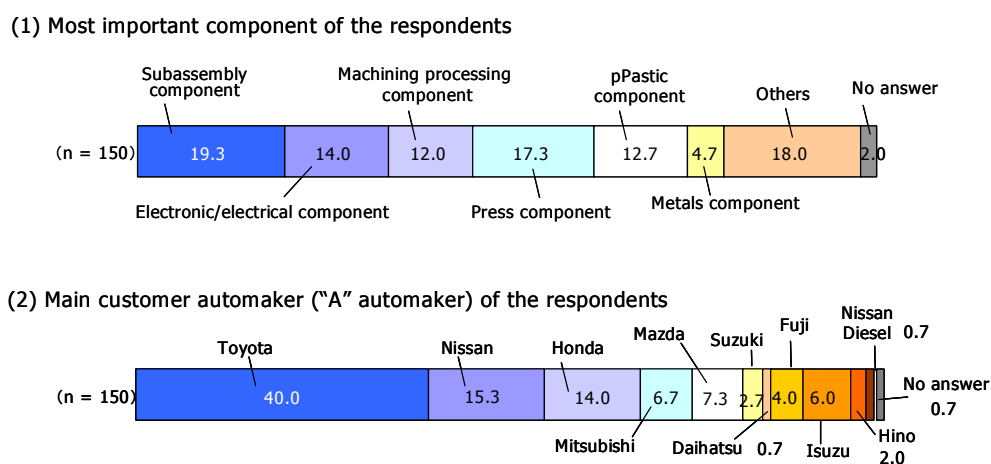 (1) Most important component of the respondents
Subassembly
component
Machining processing
component
pPastic
component
Others
No answer
(n = 150)
19.3
14.0
12.0
17.3
12.7
4.7
18.0
2.0
Electronic/electrical component
Press component
Metals component
(2) Main customer automaker (“A” automaker) of the respondents
Toyota
Nissan
Honda
Mazda
Suzuki
Fuji
Nissan
Diesel 0.7
(n = 150)
40.0
15.3
14.0
6.7
7.3
2.7
4.0
6.0
No answer
0.7
Mitsubishi
Daihatsu 0.7
Isuzu
Hino
2.0